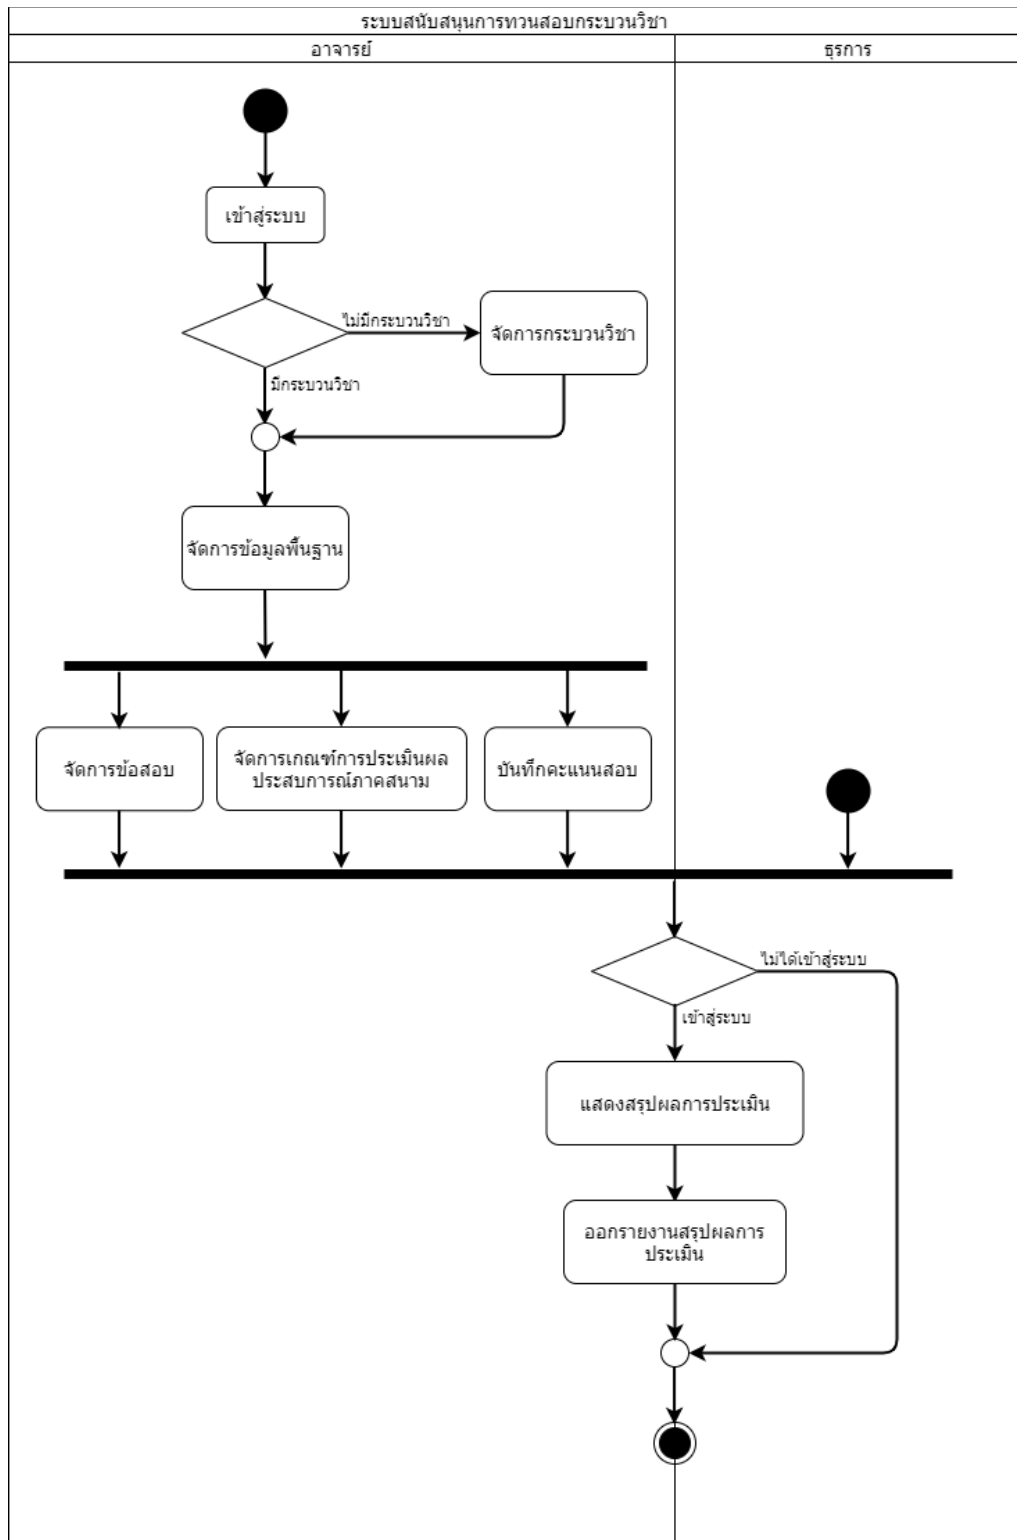 ระบบสนับสนุนการทวนสอบกระบวนวิชา
อาจารย์
ธุรการ
เข้าสู่ระบบ
ไม่มีกระบวนวิชา
จัดการกระบวนวิชา
มีกระบวนวิชา
จัดการข้อมูลพื้นฐาน
จัดการข้อสอบ
จัดการเกณฑ์การประเมินผล
ประสบการณ์ภาคสนาม
บันทึกคะแนนสอบ
ไม่ได้เข้าสู่ระบบ
เข้าสู่ระบบ
แสดงสรุปผลการประเมิน
ออกรายงานสรุปผลการ
ประเมิน